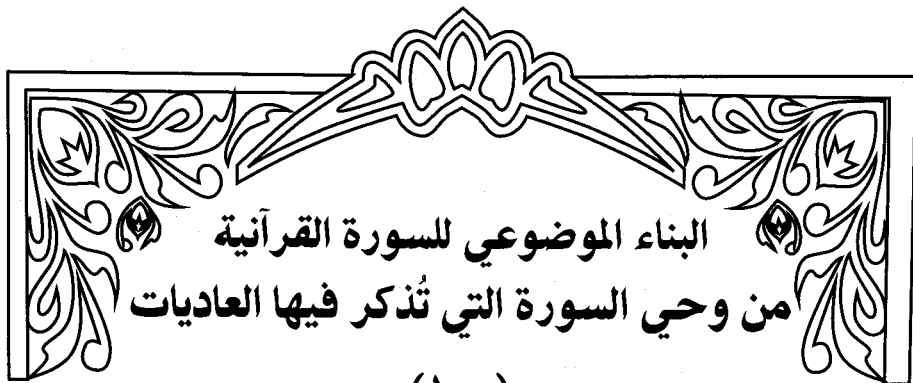 البناء الموضوعي للسورة القرآنية
من وحي السورة التي تُذكر فيها العاديات